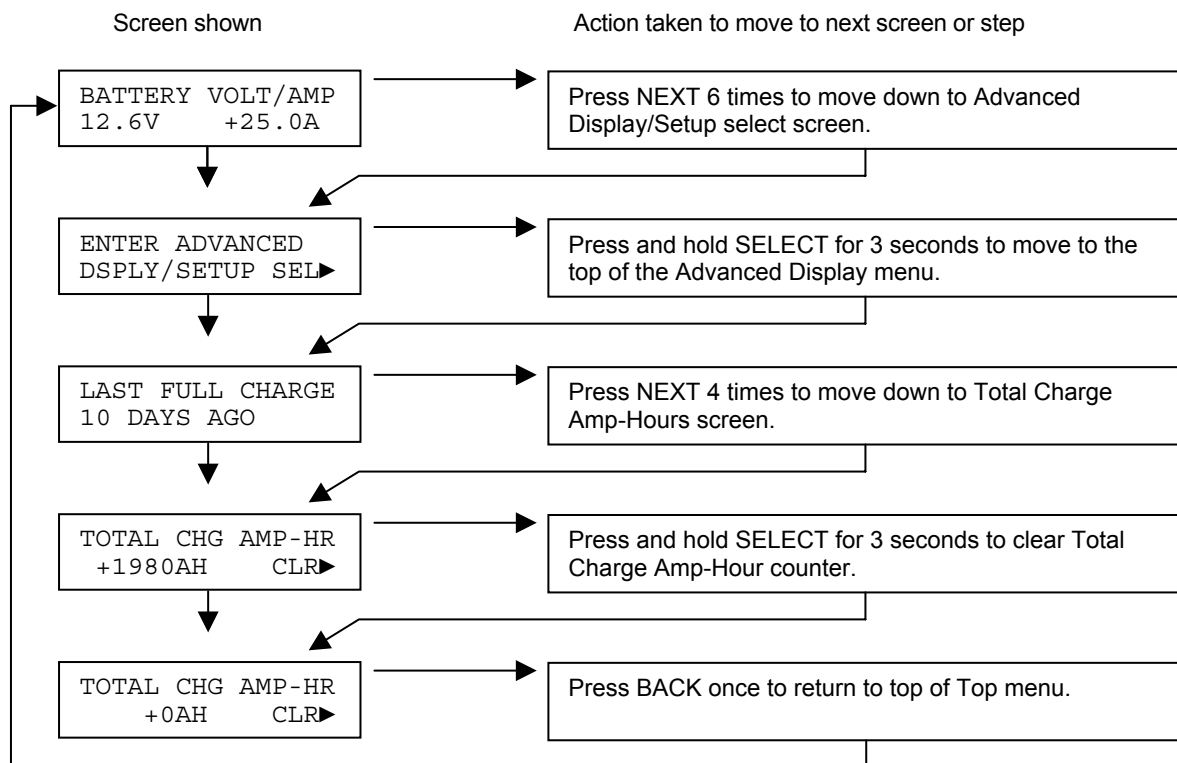 Screen shown
Action taken to move to next screen or step
BATTERY VOLT/AMP
12.6V +25.0A
Press NEXT 6 times to move down to Advanced
Display/Setup select screen.
ENTER ADVANCED
DSPLY/SETUP SEL►
Press and hold SELECT for 3 seconds to move to the
top of the Advanced Display menu.
LAST FULL CHARGE
10 DAYS AGO
Press NEXT 4 times to move down to Total Charge
Amp-Hours screen.
TOTAL CHG AMP-HR
+1980AH CLR►
Press and hold SELECT for 3 seconds to clear Total
Charge Amp-Hour counter.
TOTAL CHG AMP-HR
+0AH CLR►
Press BACK once to return to top of Top menu.